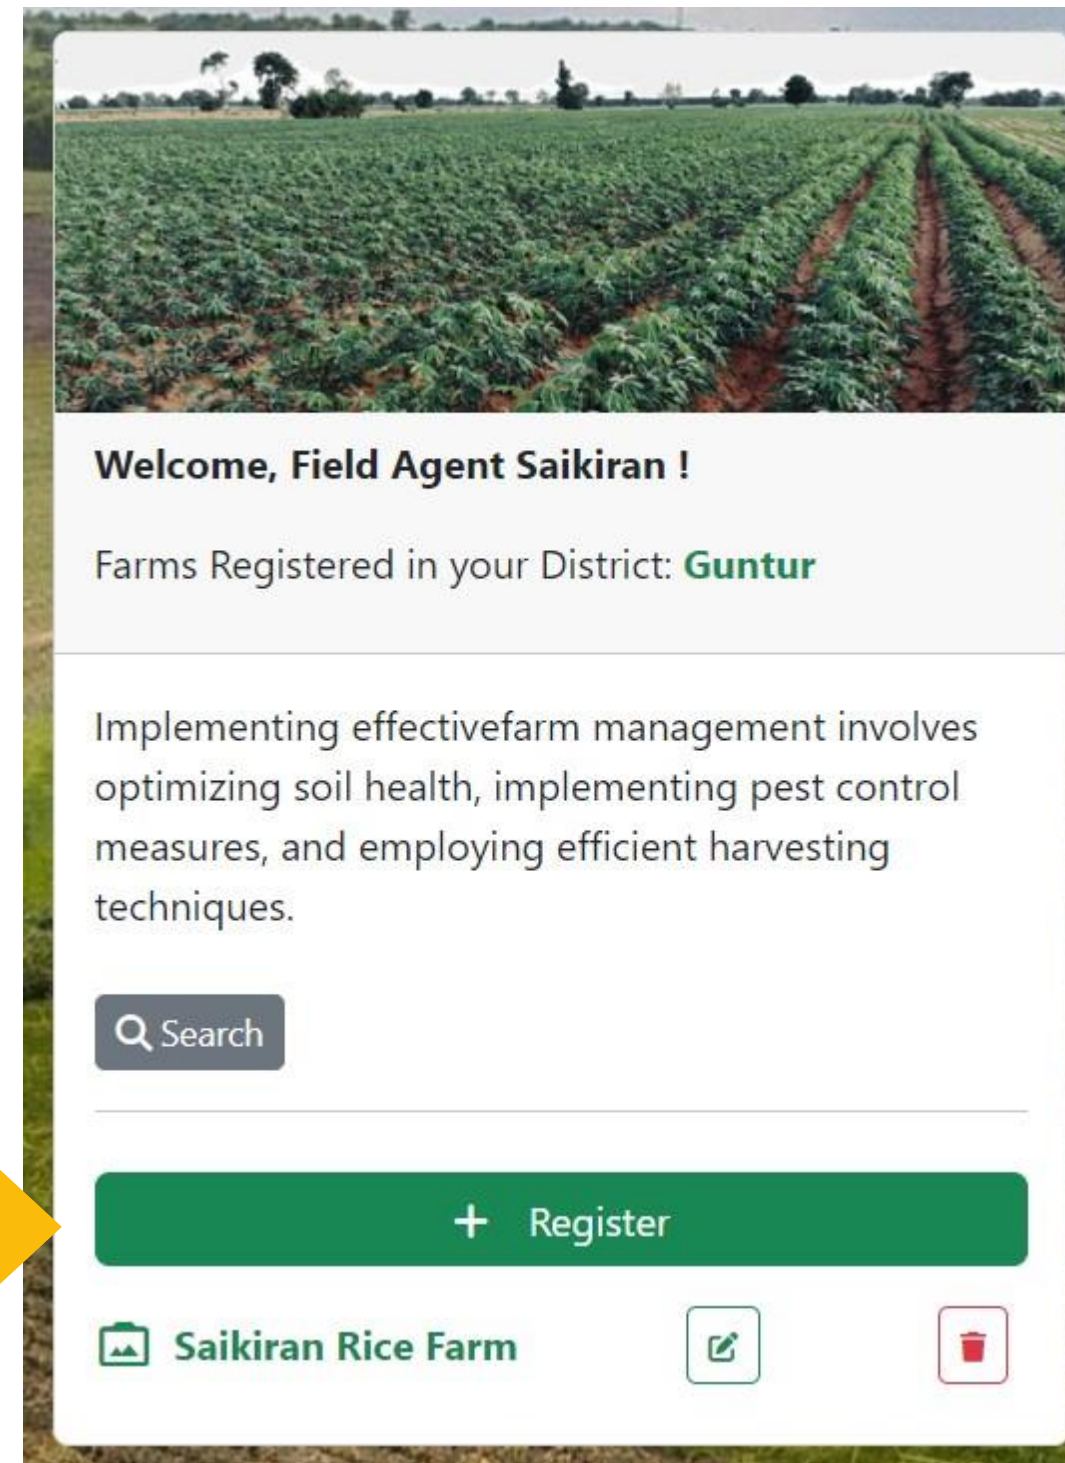 Welcome, Field Agent Saikiran !
Farms Registered in your District: Guntur
Implementing effectivefarm management involves
optimizing soil health, implementing pest control
measures, and employing efficient harvesting
techniques.
Search
+ Register
Saikiran Rice Farm